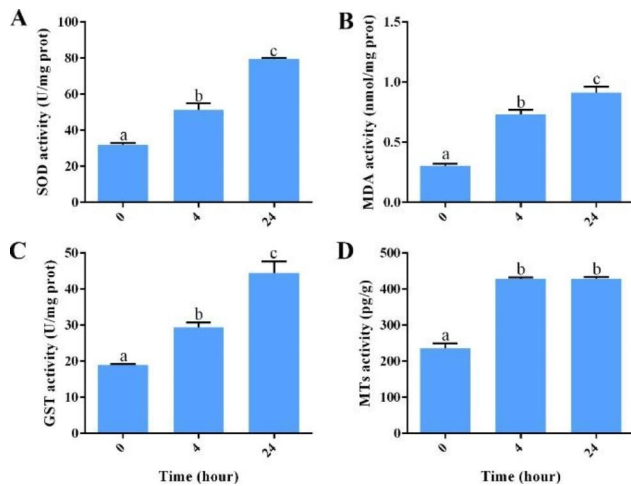 A
SOD activity (U/mg prot)
100
80
60
40
20
0
a
b
c
0
4
24
B
MDA activity (nmol/mg prot)
1.5
1.0
0.5
0.0
a
b
c
0
4
24
C
GST activity (U/mg prot)
50
40
30
20
10
0
a
b
c
0
4
24
Time (hour)
D
MTs activity (pg/g)
500
400
300
200
100
0
a
b
b
0
4
24
Time (hour)